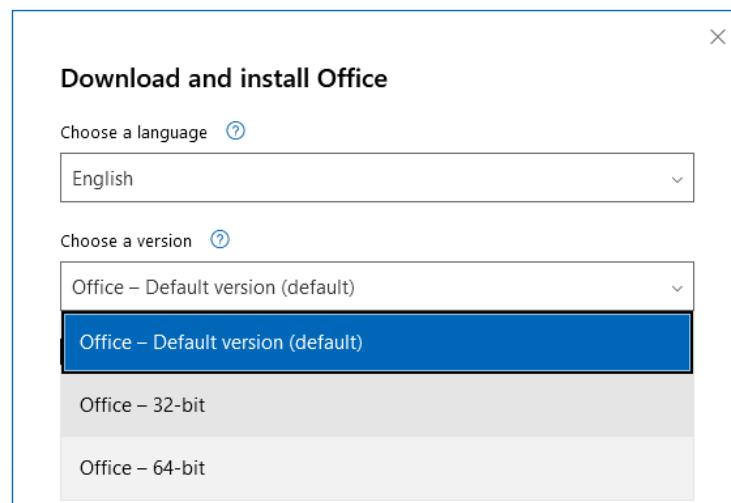 Download and install Office
Choose a language
English
Choose a version
Office – Default version (default)
Office – Default version (default)
Office – 32-bit
Office – 64-bit